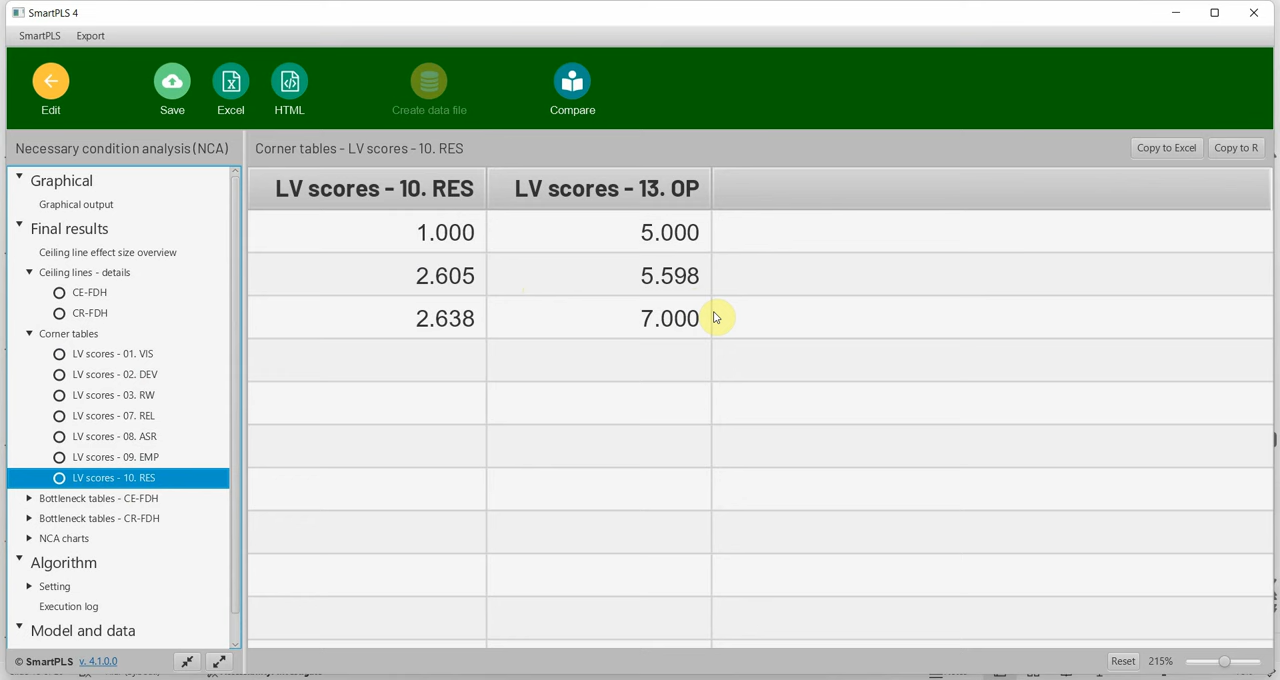 SmartPLS 4
SmartPLS Export
Edit Save Excel HTML Create data file Compare
Necessary condition analysis (NCA)
Corner tables - LV scores - 10. RES
Copy to Excel Copy to R
Graphical
Graphical output
Final results
Ceiling line effect size overview
Ceiling lines - details
CE-FDH
CR-FDH
Corner tables
LV scores - 01. VIS
LV scores - 02. DEV
LV scores - 03. RW
LV scores - 07. REL
LV scores - 08. ASR
LV scores - 09. EMP
LV scores - 10. RES
Bottleneck tables - CE-FDH
Bottleneck tables - CR-FDH
NCA charts
Algorithm
Setting
Execution log
Model and data
LV scores - 10. RES LV scores - 13. OP
1.000 5.000
2.605 5.598
2.638 7.000
© SmartPLS v. 4.1.0.0
Reset 215%